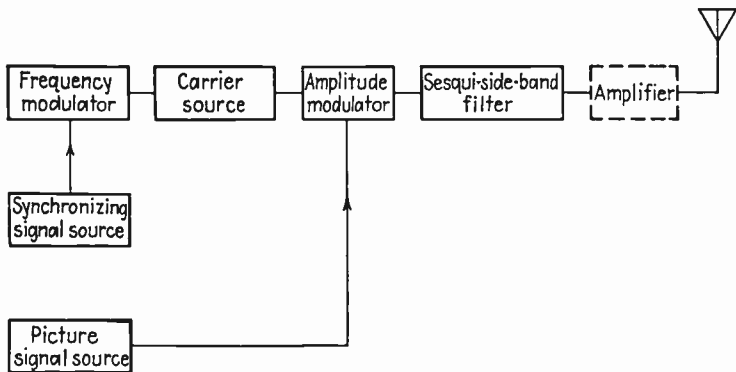 Frequency
modulator
Carrier
source
Amplitude
modulator
Sesqui-side-band
filter
Amplifier
Synchronizing
signal source
Picture
signal source